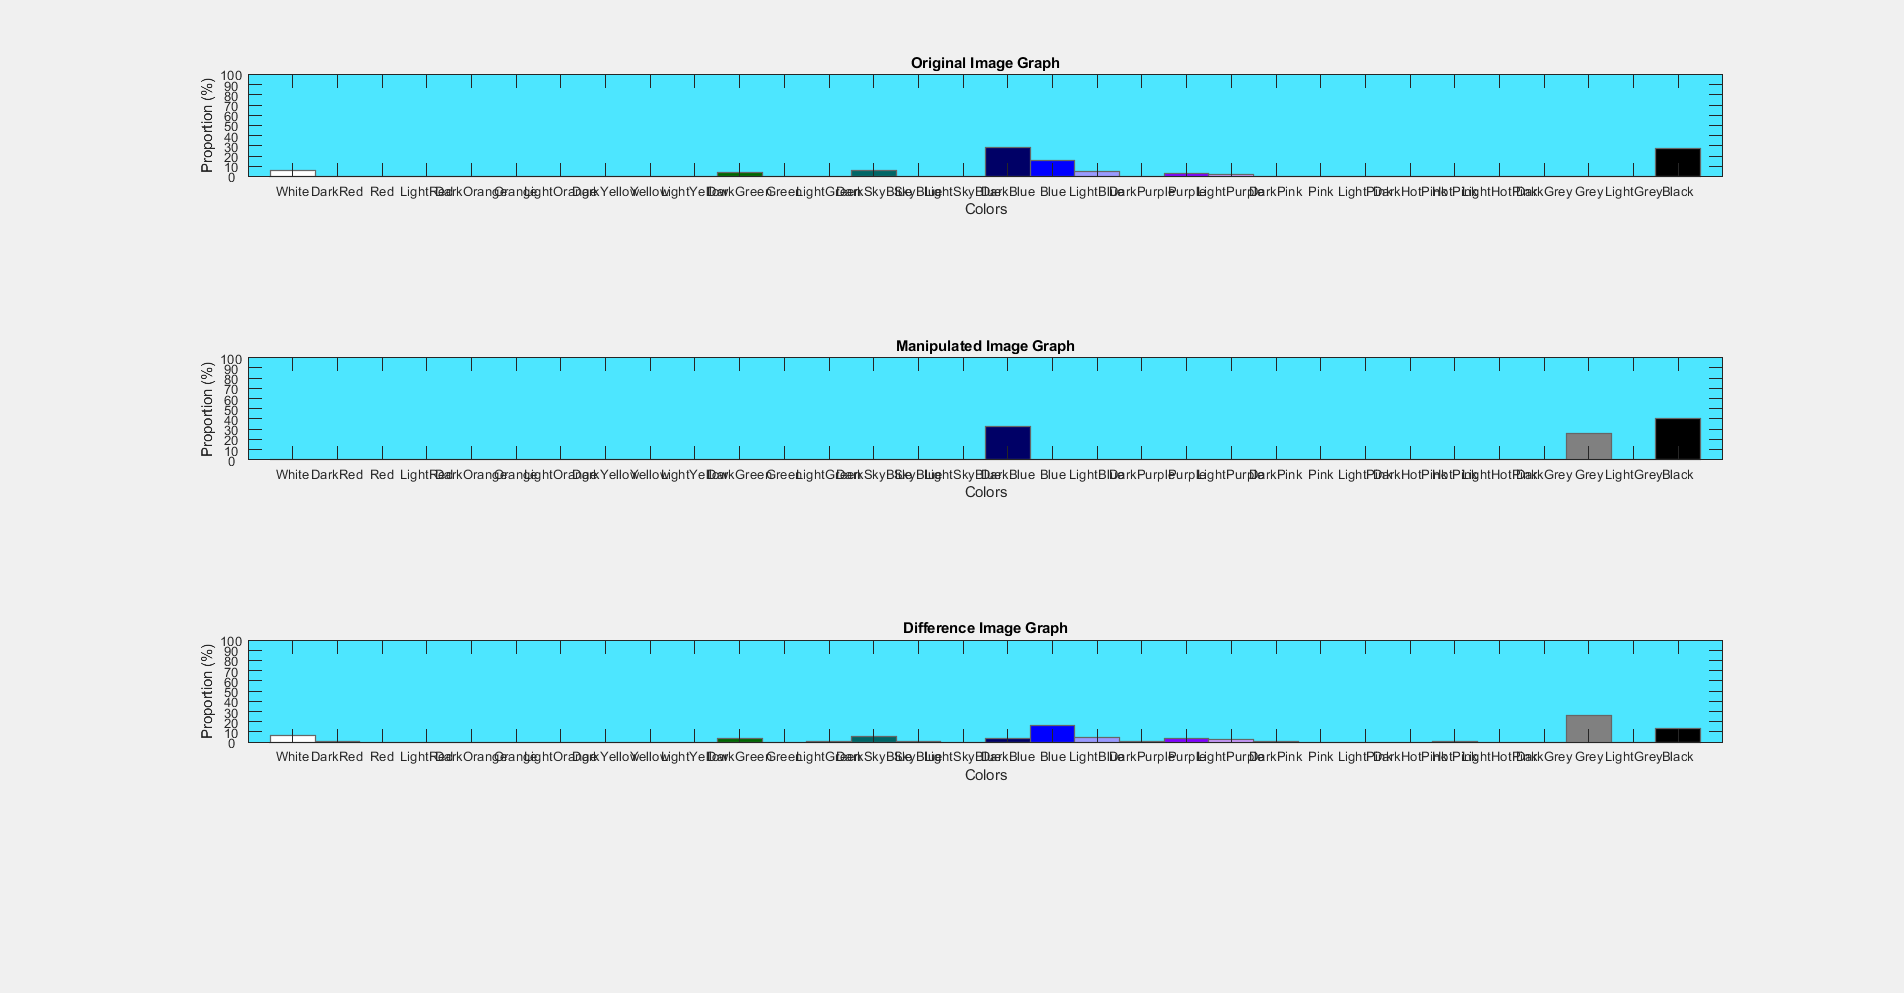 Original Image Graph
Proportion (%)
100
90
80
70
60
50
40
30
20
10
0
White DarkRed Red LightRed DarkOrange Orange LightOrange DarkYellow Yellow LightYellow DarkGreen Green LightGreen DarkSkyBlue SkyBlue LightSkyBlue DarkBlue Blue LightBlue DarkPurple Purple LightPurple DarkPink Pink LightPink DarkHotPink HotPink LightHotPink DarkGrey Grey LightGrey Black
Colors
Manipulated Image Graph
Proportion (%)
100
90
80
70
60
50
40
30
20
10
0
White DarkRed Red LightRed DarkOrange Orange LightOrange DarkYellow Yellow LightYellow DarkGreen Green LightGreen DarkSkyBlue SkyBlue LightSkyBlue DarkBlue Blue LightBlue DarkPurple Purple LightPurple DarkPink Pink LightPink DarkHotPink HotPink LightHotPink DarkGrey Grey LightGrey Black
Colors
Difference Image Graph
Proportion (%)
100
90
80
70
60
50
40
30
20
10
0
White DarkRed Red LightRed DarkOrange Orange LightOrange DarkYellow Yellow LightYellow DarkGreen Green LightGreen DarkSkyBlue SkyBlue LightSkyBlue DarkBlue Blue LightBlue DarkPurple Purple LightPurple DarkPink Pink LightPink DarkHotPink HotPink LightHotPink DarkGrey Grey LightGrey Black
Colors